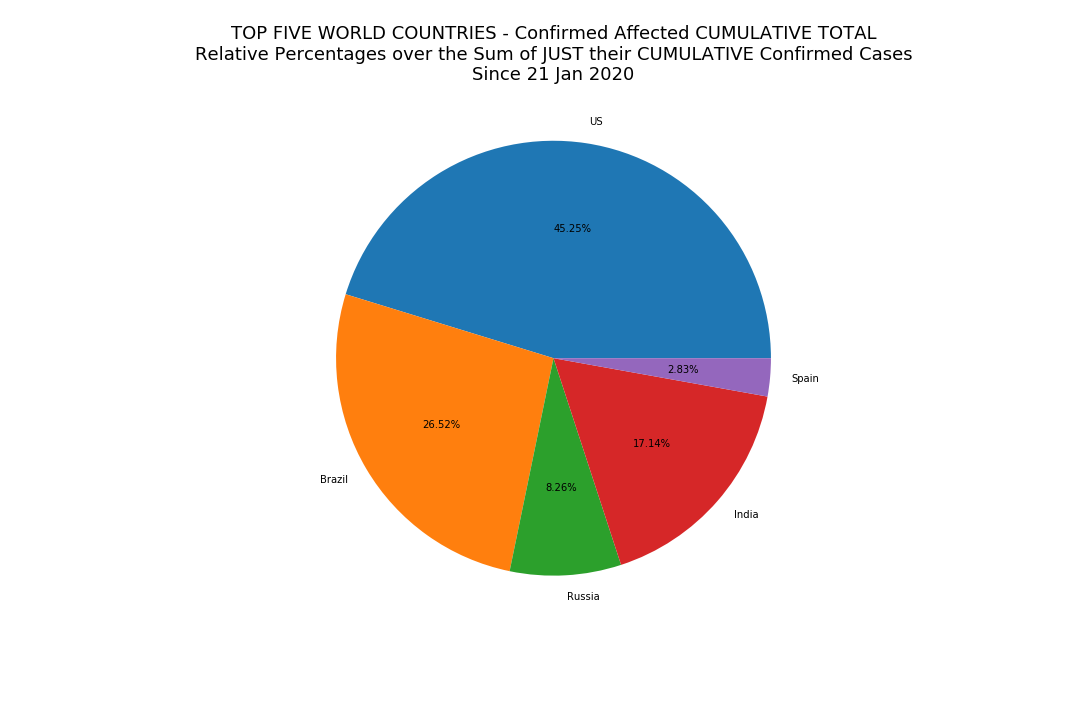 TOP FIVE WORLD COUNTRIES - Confirmed Affected CUMULATIVE TOTAL
Relative Percentages over the Sum of JUST their CUMULATIVE Confirmed Cases
Since 21 Jan 2020
US
45.25%
26.52%
Brazil
8.26%
Russia
17.14%
India
2.83%
Spain